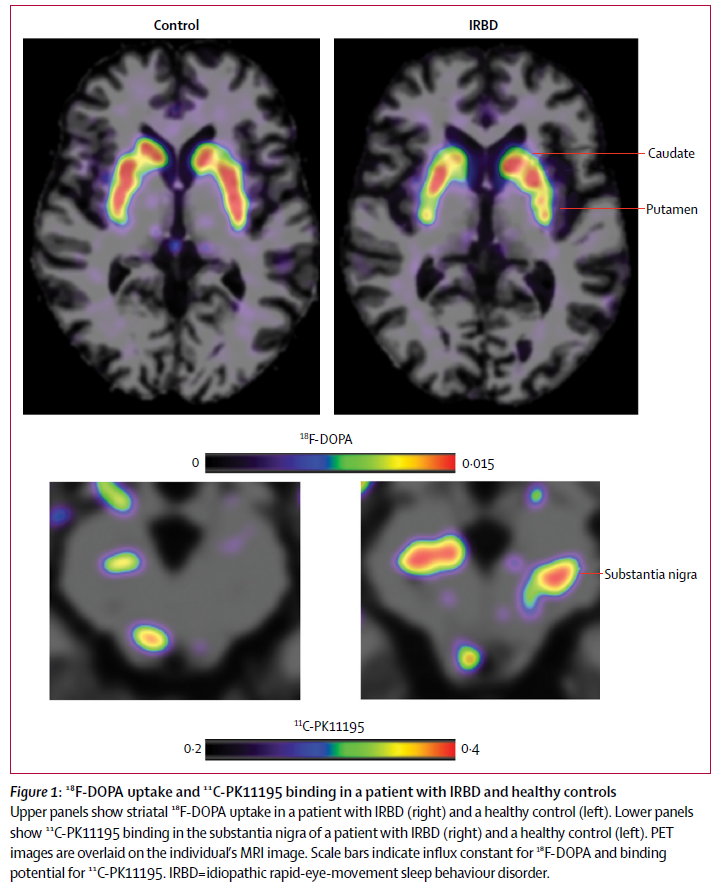 Control
IRBD
Caudate
Putamen
¹⁸F-DOPA
0
0·015
Substantia nigra
¹¹C-PK11195
0·2
0·4
Figure 1: ¹⁸F-DOPA uptake and ¹¹C-PK11195 binding in a patient with IRBD and healthy controls
Upper panels show striatal ¹⁸F-DOPA uptake in a patient with IRBD (right) and a healthy control (left). Lower panels
show ¹¹C-PK11195 binding in the substantia nigra of a patient with IRBD (right) and a healthy control (left). PET
images are overlaid on the individual’s MRI image. Scale bars indicate influx constant for ¹⁸F-DOPA and binding
potential for ¹¹C-PK11195. IRBD=idiopathic rapid-eye-movement sleep behaviour disorder.